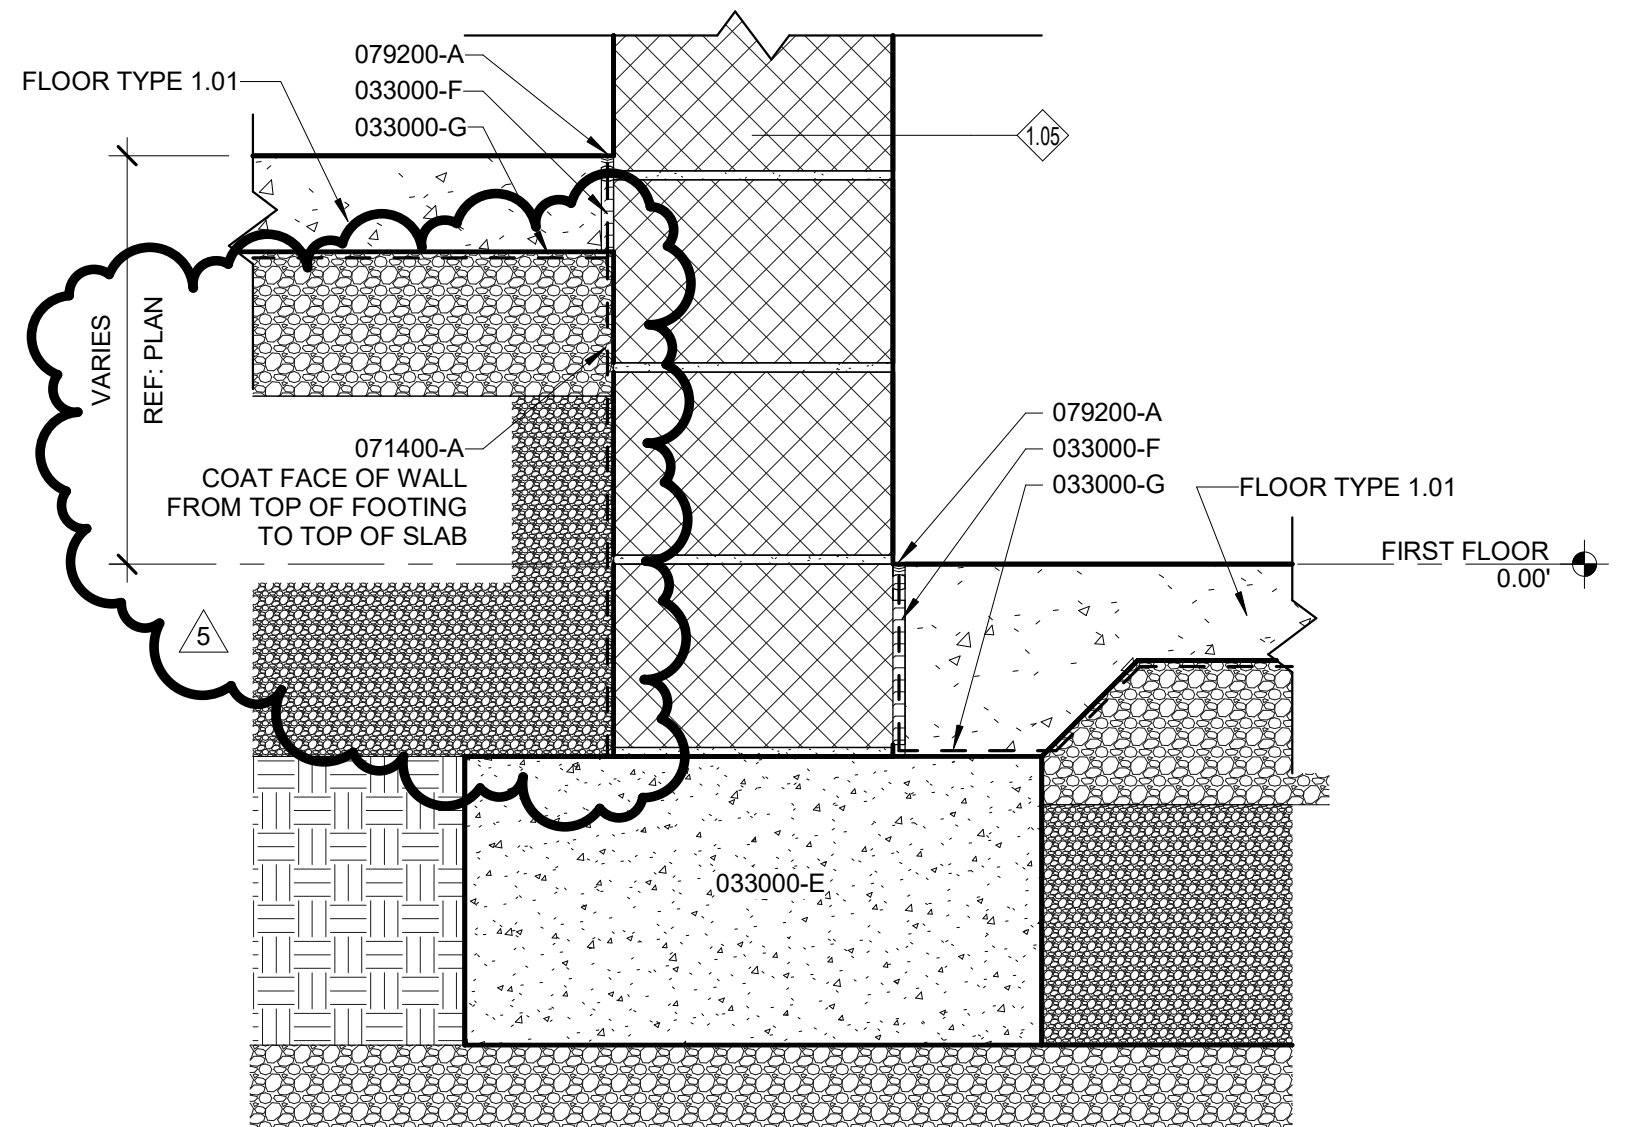 079200-A
FLOOR TYPE 1.01
033000-F
033000-G
1.05
VARIES
REF: PLAN
071400-A
COAT FACE OF WALL
FROM TOP OF FOOTING
TO TOP OF SLAB
079200-A
033000-F
033000-G
FLOOR TYPE 1.01
FIRST FLOOR
0.00'
5
033000-E